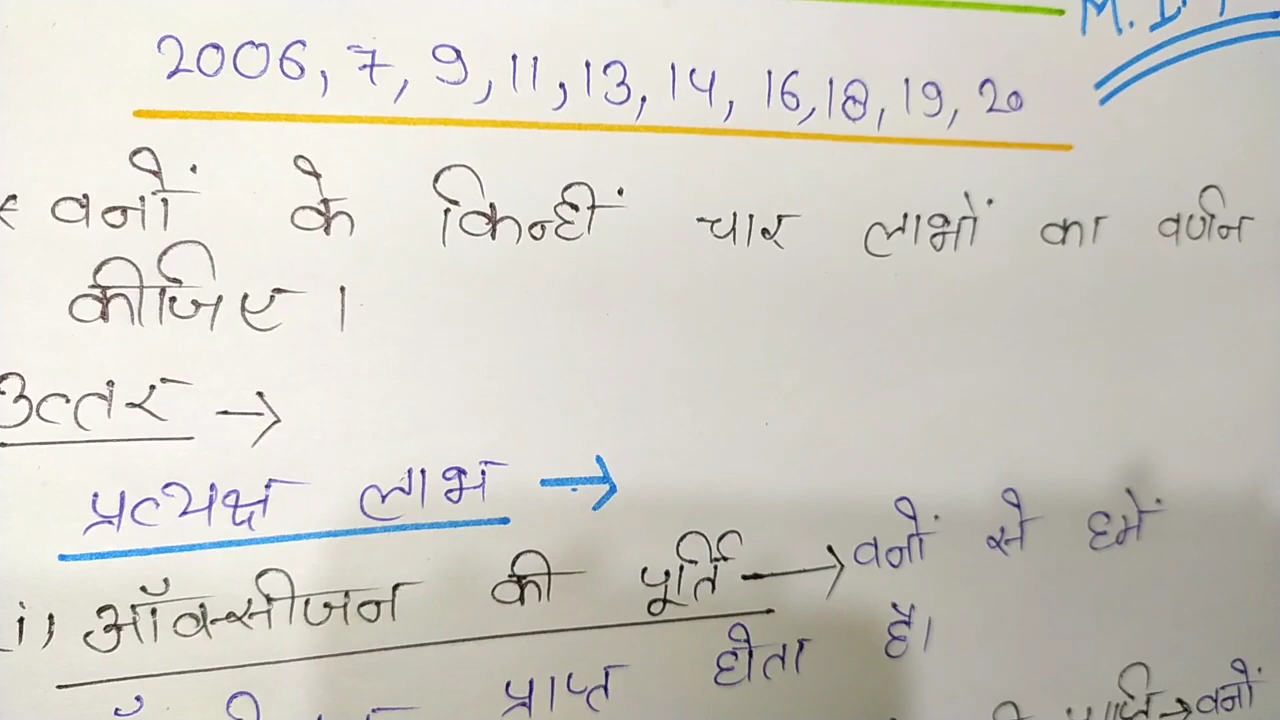 2006, 7, 9, 11, 13, 14, 16, 18, 19, 20
वनों के किन्हीं चार लाभों का वर्णन
कीजिए ।
उत्तर →
प्रत्यक्ष लाभ →
i) ऑक्सीजन की पूर्ति → वनों से हमें
प्राप्त होता है।
वनों